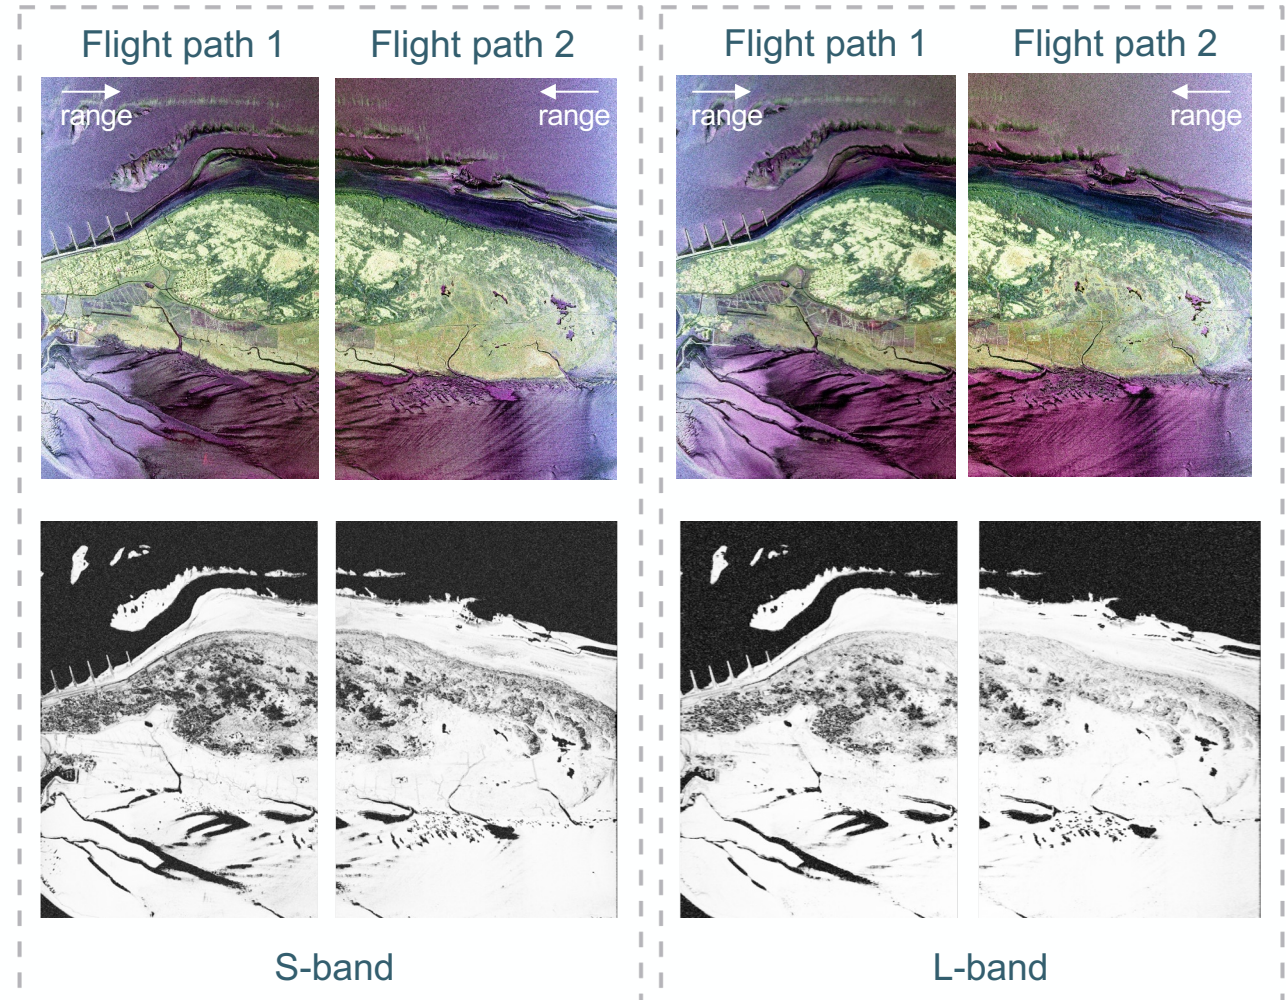 Flight path 1
Flight path 2
Flight path 1
Flight path 2
range
range
range
range
S-band
L-band